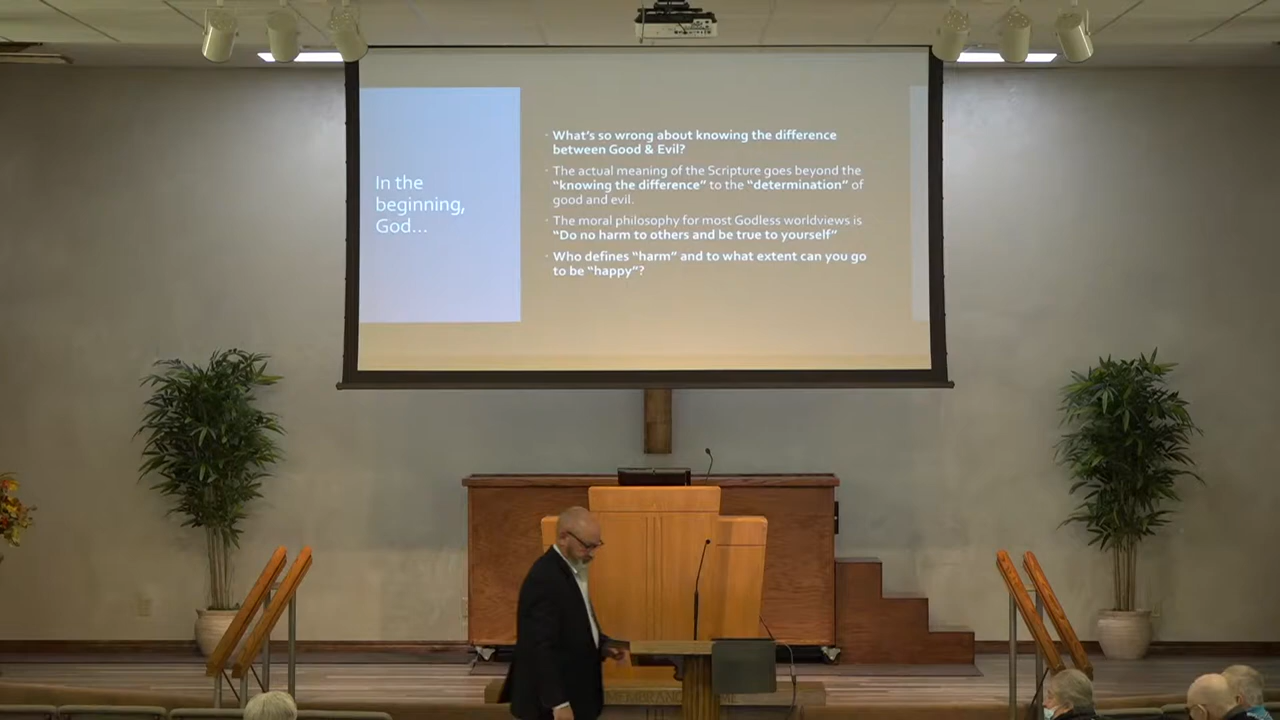 In the
beginning,
God...
· What's so wrong about knowing the difference
between Good & Evil?
· The actual meaning of the Scripture goes beyond the
"knowing the difference" to the "determination" of
good and evil.
· The moral philosophy for most Godless worldviews is
"Do no harm to others and be true to yourself"
· Who defines "harm" and to what extent can you go
to be "happy"?